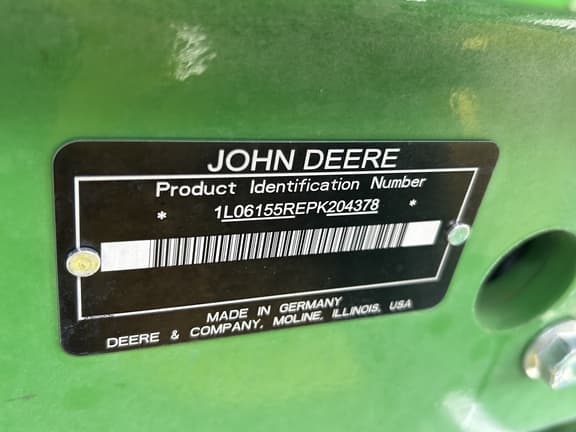 JOHN DEERE
Product Identification Number
* 1L06155REPK204378 *
MADE IN GERMANY
DEERE & COMPANY, MOLINE, ILLINOIS, USA